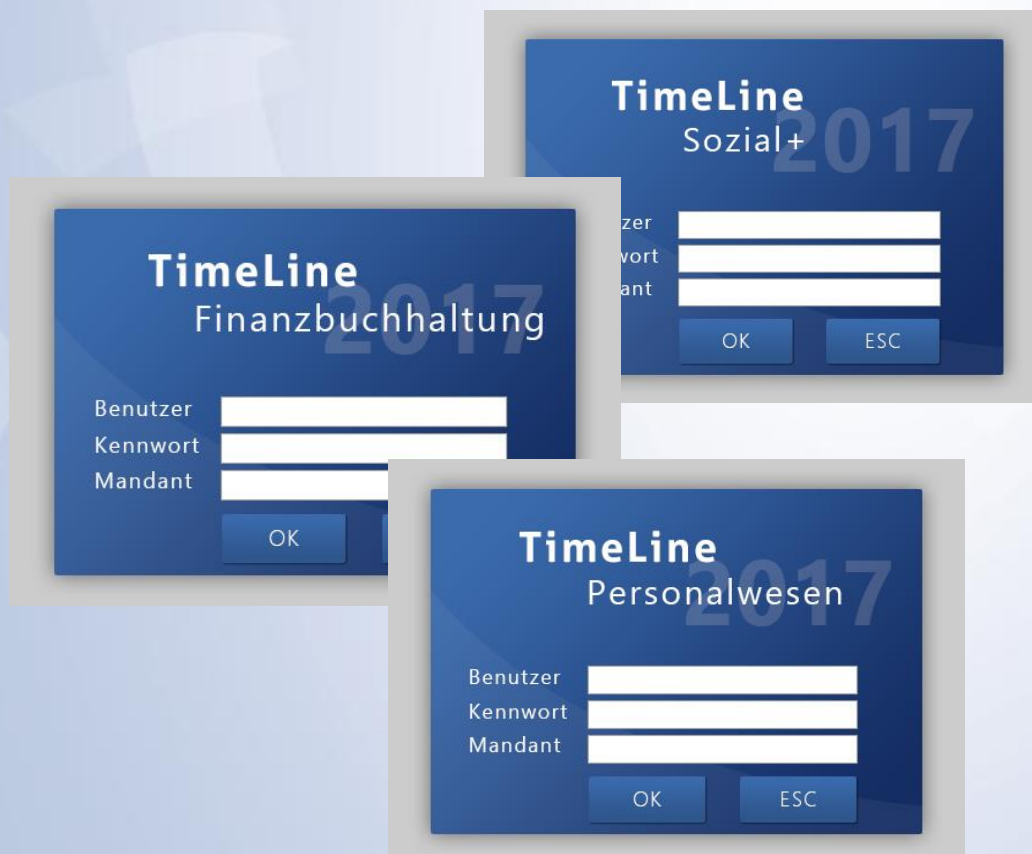 TimeLine
Sozial+
2017
zer
wort
ant
OK
ESC
TimeLine
Finanzbuchhaltung
2017
Benutzer
Kennwort
Mandant
OK
TimeLine
Personalwesen
2017
Benutzer
Kennwort
Mandant
OK
ESC